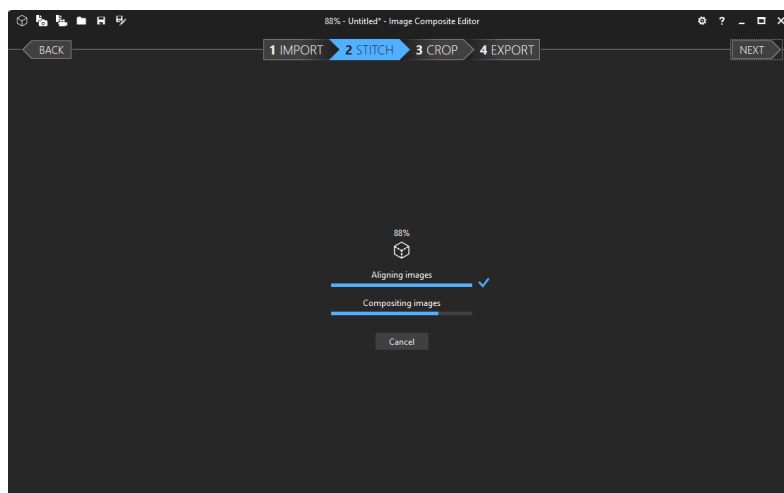 88% - Untitled* - Image Composite Editor
BACK
1 IMPORT 2 STITCH 3 CROP 4 EXPORT
NEXT
88%
Aligning images
Compositing images
Cancel